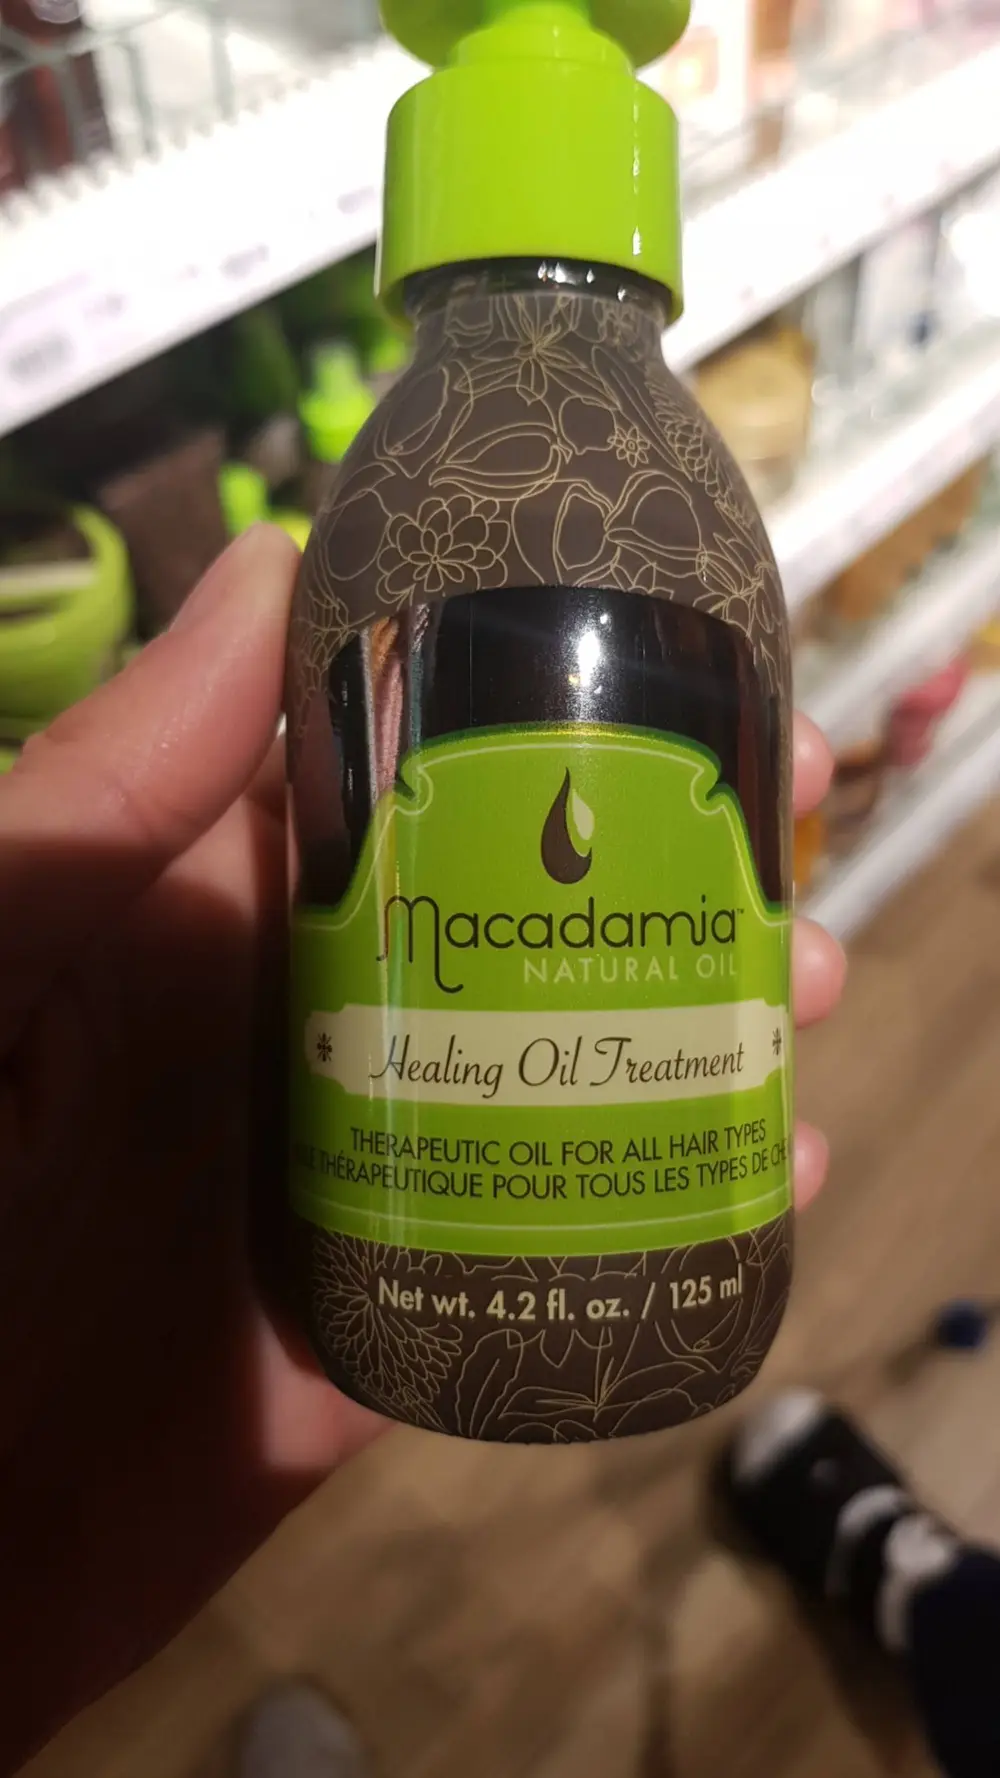 Macadamia™
NATURAL OIL
Healing Oil Treatment
THERAPEUTIC OIL FOR ALL HAIR TYPES
THÉRAPEUTIQUE POUR TOUS LES TYPES DE
Net wt. 4.2 fl. oz. / 125 ml